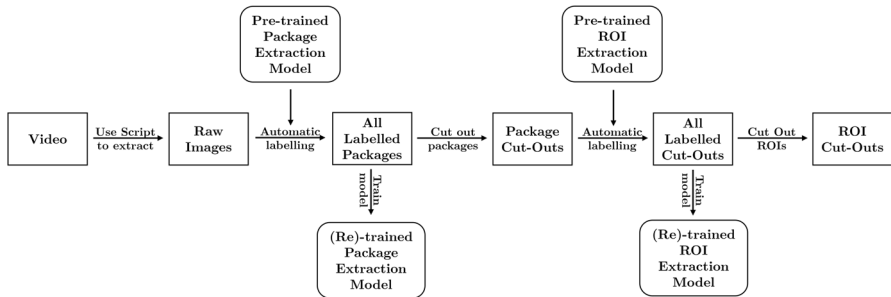 Pre-trained
Package
Extraction
Model
Pre-trained
ROI
Extraction
Model
Video
Use Script
to extract
Raw
Images
Automatic
labelling
All
Labelled
Packages
Cut out
packages
Package
Cut-Outs
Automatic
labelling
All
Labelled
Cut-Outs
Cut Out
ROIs
ROI
Cut-Outs
Train
model
Train
model
(Re)-trained
Package
Extraction
Model
(Re)-trained
ROI
Extraction
Model